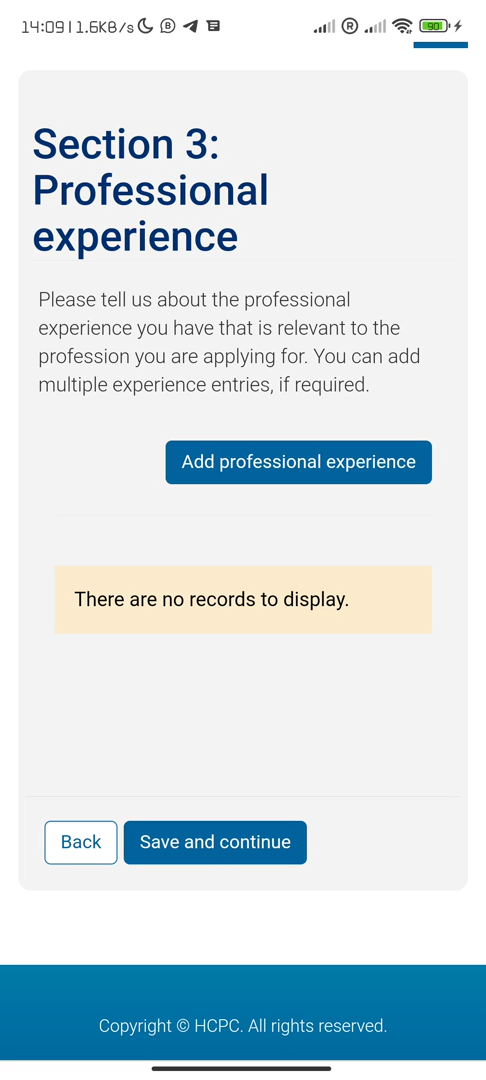 14:09 | 1.6KB/s
90
Section 3:
Professional
experience
Please tell us about the professional
experience you have that is relevant to the
profession you are applying for. You can add
multiple experience entries, if required.
Add professional experience
There are no records to display.
Back Save and continue
Copyright © HCPC. All rights reserved.